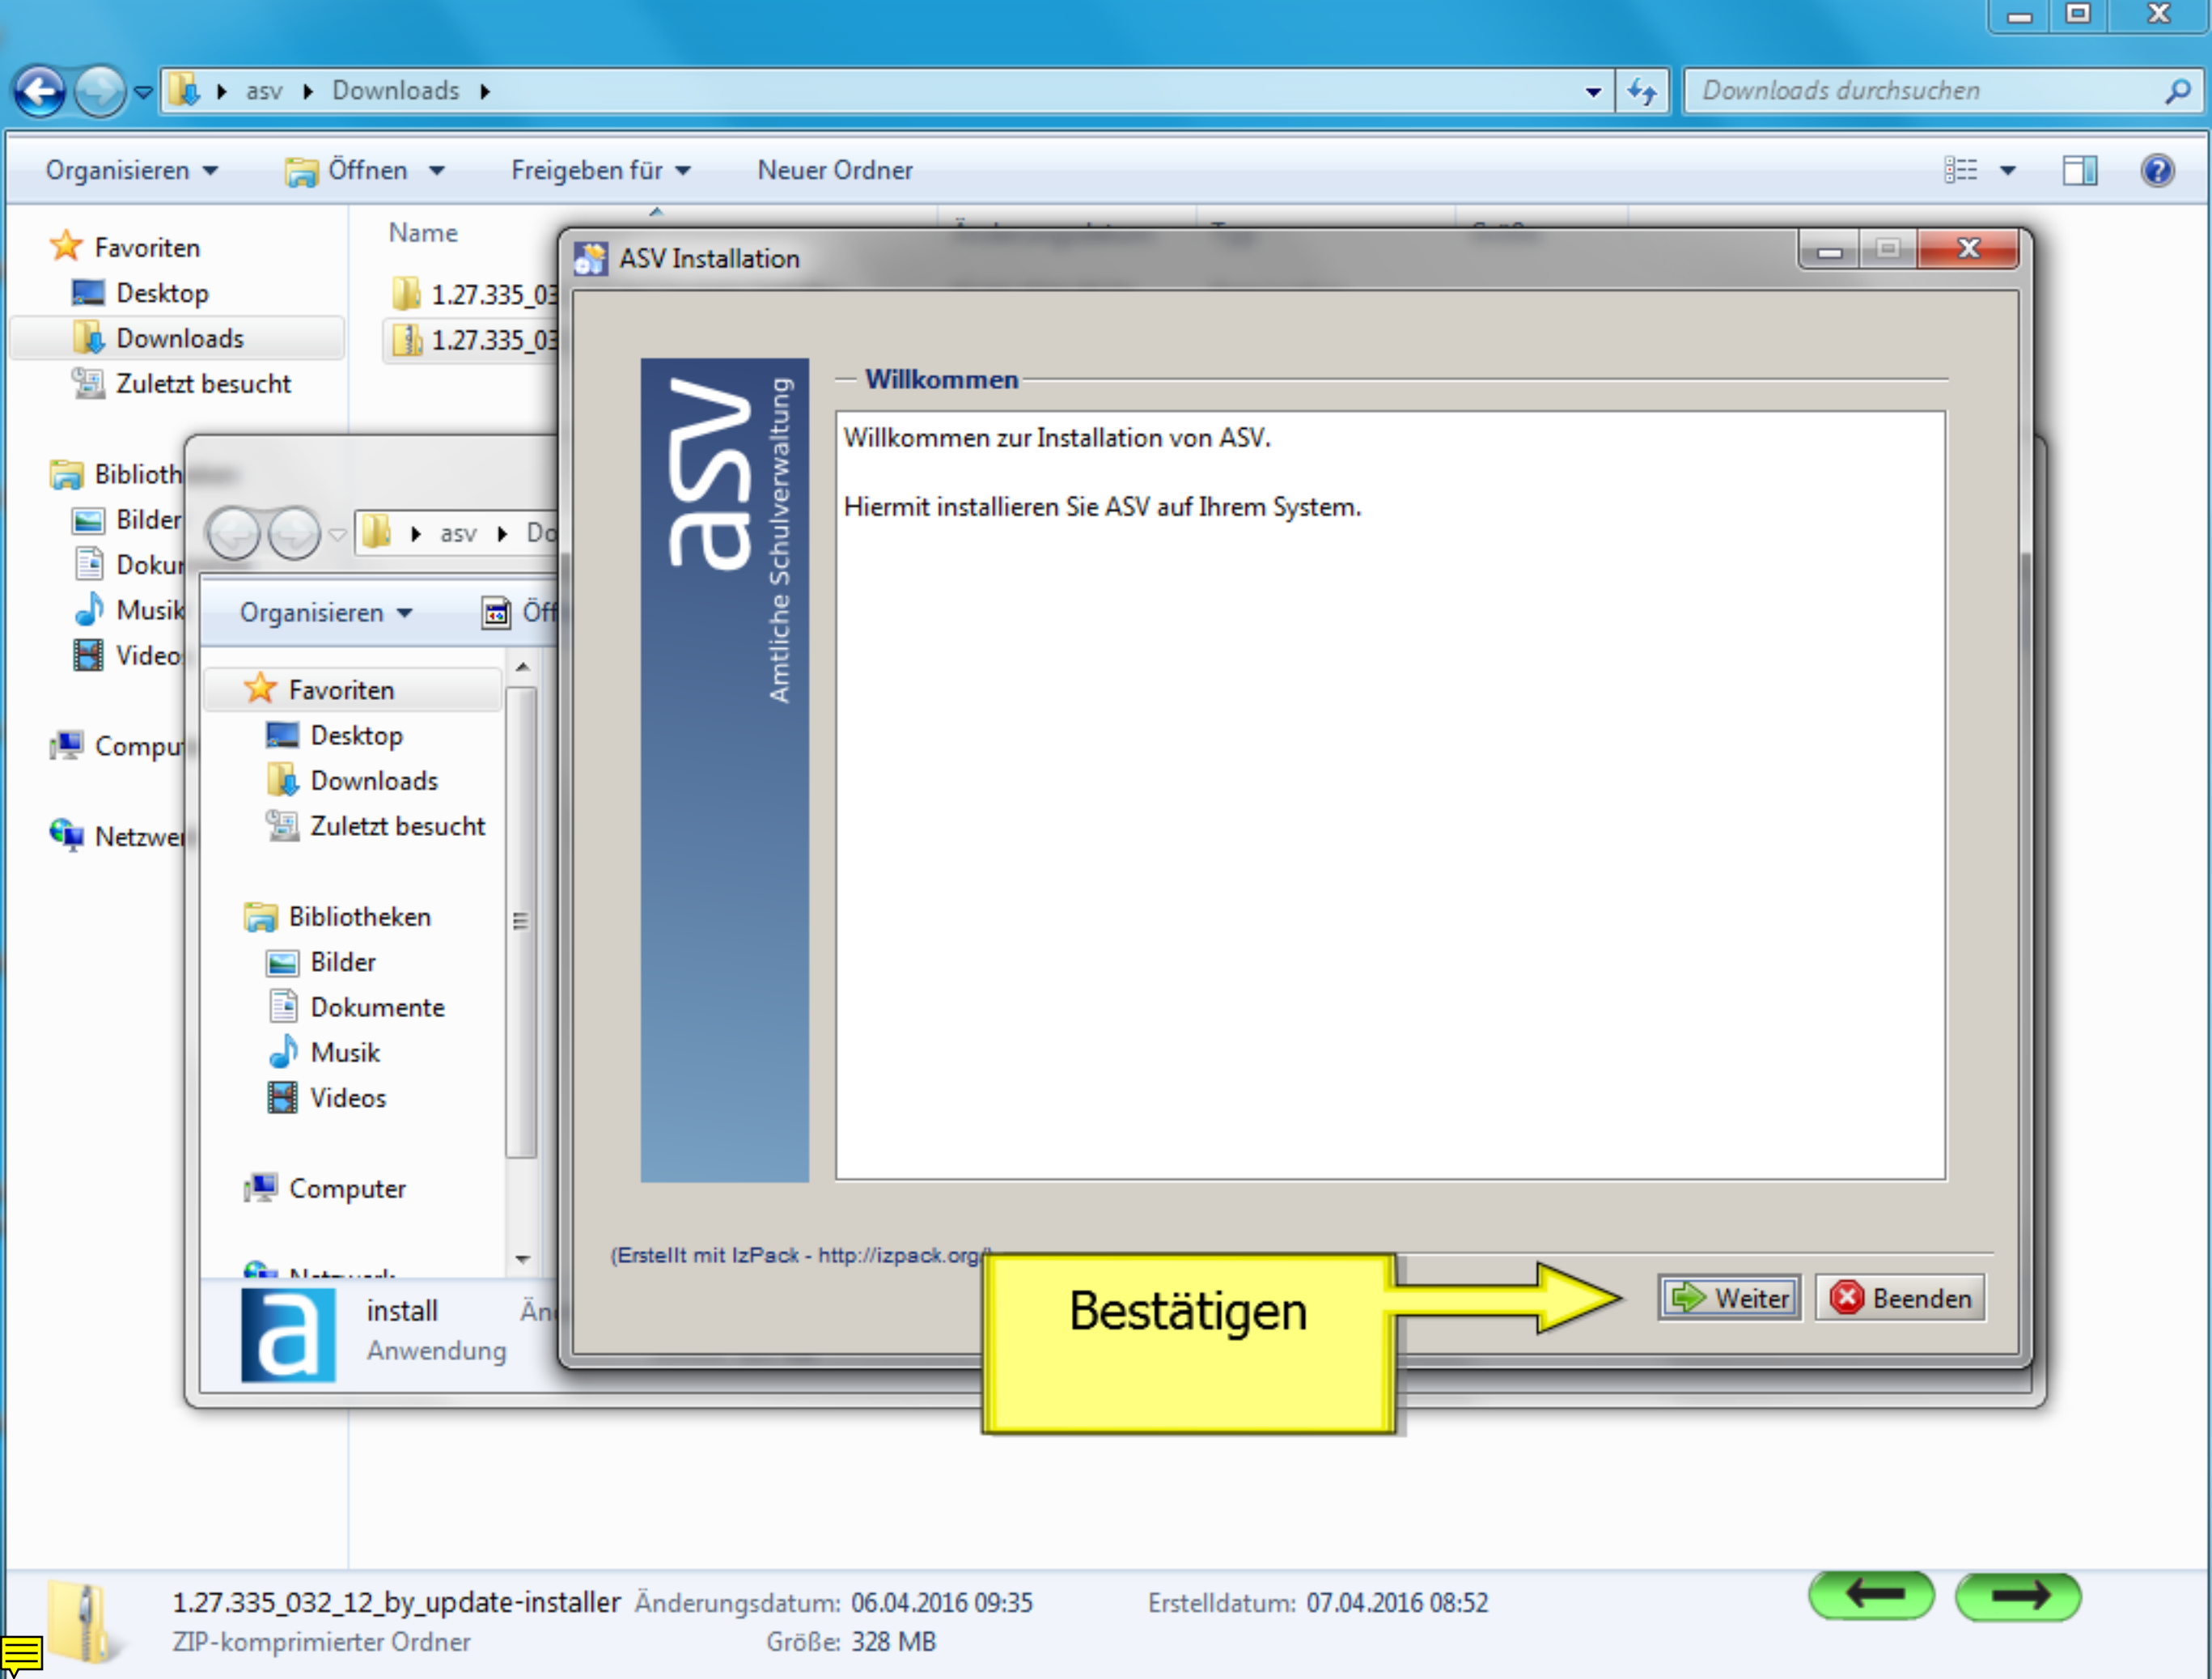 asv ▸ Downloads ▸
Downloads durchsuchen
Organisieren
Öffnen
Freigeben für
Neuer Ordner
Favoriten
Desktop
Downloads
Zuletzt besucht
Bilder
Musik
Name
1.27.335_03
1.27.335_03
asv ▸
Organisieren
Favoriten
Desktop
Downloads
Zuletzt besucht
Bibliotheken
Bilder
Dokumente
Musik
Videos
Computer
install
Anwendung
ASV Installation
asv
Amtliche Schulverwaltung
Willkommen
Willkommen zur Installation von ASV.
Hiermit installieren Sie ASV auf Ihrem System.
(Erstellt mit IzPack - http://izpack.org/)
Bestätigen
Weiter
Beenden
1.27.335_032_12_by_update-installer Änderungsdatum: 06.04.2016 09:35 Erstelldatum: 07.04.2016 08:52
ZIP-komprimierter Ordner Größe: 328 MB